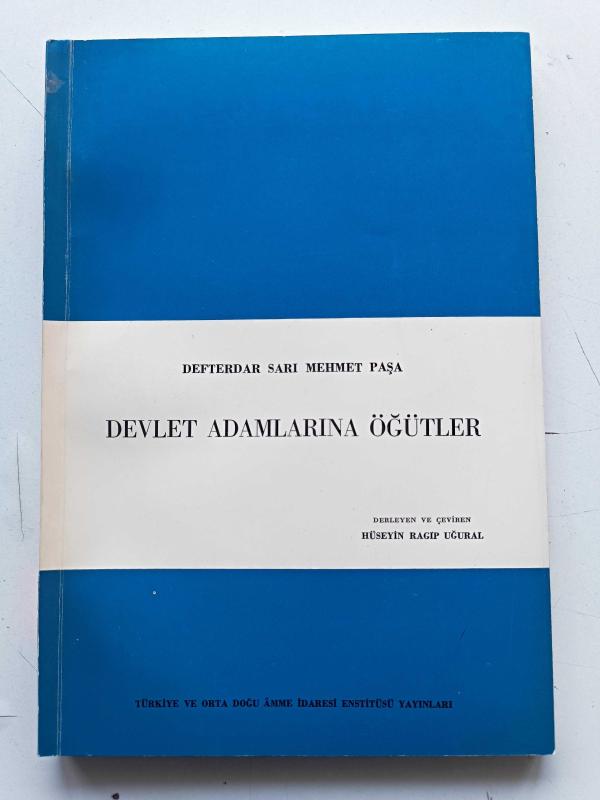 DEFTERDAR SARI MEHMET PAŞA
DEVLET ADAMLARINA ÖĞÜTLER
DERLEYEN VE ÇEVİREN
HÜSEYİN RAGIP UĞURAL
TÜRKİYE VE ORTA DOĞU ÂMME İDARESİ ENSTİTÜSÜ YAYINLARI